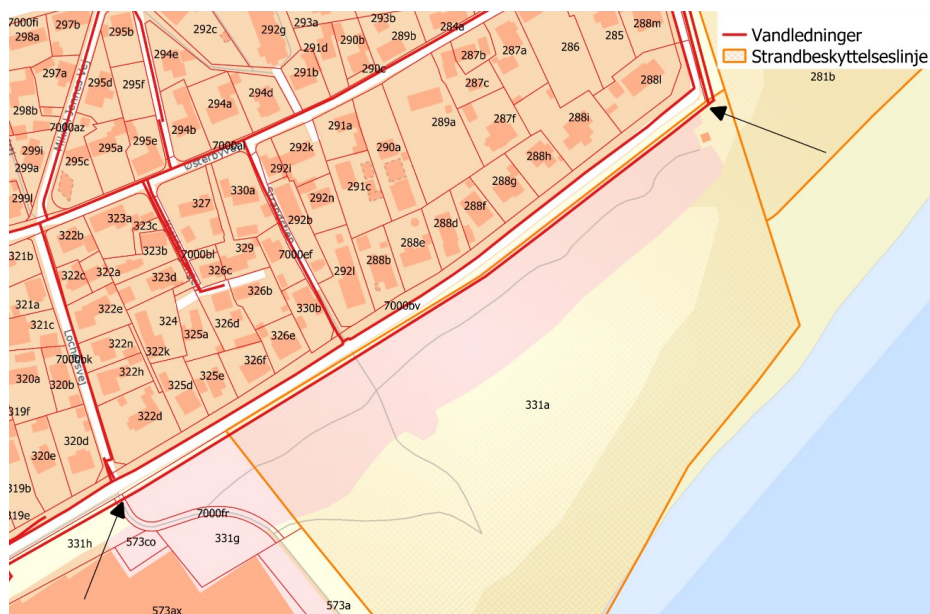 Vandledninger
Strandbeskyttelseslinje
7000fi
297b
298a
295b
292c
292g
293a
293b
284a
288m
290b
289b
291d
294e
287a
285
287b
286
297a
295d
295f
291b
290c
281b
288l
287c
294a
294d
298b
7000az
294b
291a
289a
287f
288i
299i
295a
295e
7000al
292k
290a
299a
295c
Østerbyvej
292i
288h
299l
330a
292n
291c
288g
327
323a
323c
292b
288f
322b
288d
321b
323b
329
7000bl
7000ef
288e
322c
322a
323d
326c
292l
288b
321a
322e
326b
330b
7000bv
321c
324
325a
326d
Lochersvej
322n
322k
326e
7000bk
320a
320b
322h
326f
325e
325d
319f
322d
331a
320d
320e
319b
319e
7000fr
331h
573co
331g
573a
573ax